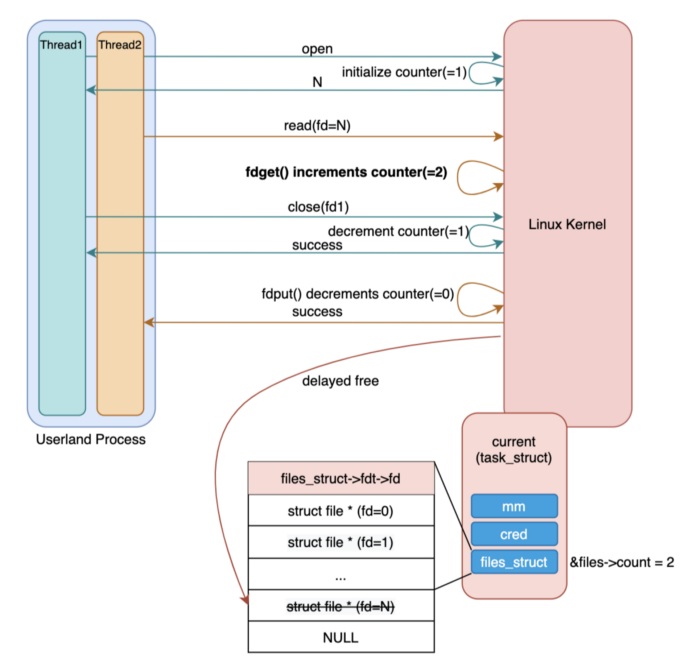 Thread1
Thread2
open
initialize counter(=1)
N
read(fd=N)
fdget() increments counter(=2)
close(fd1)
decrement counter(=1)
success
Linux Kernel
fdput() decrements counter(=0)
success
delayed free
Userland Process
current
(task_struct)
mm
cred
files_struct
&files->count = 2
files_struct->fdt->fd
struct file * (fd=0)
struct file * (fd=1)
...
struct file * (fd=N)
NULL